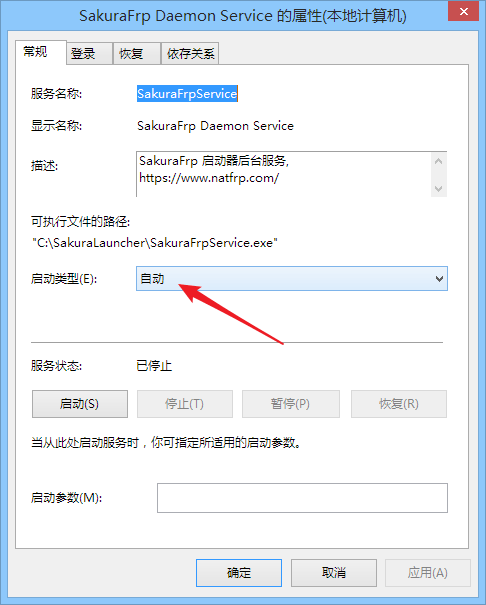 SakuraFrp Daemon Service 的属性(本地计算机)
常规 登录 恢复 依存关系
服务名称: SakuraFrpService
显示名称: SakuraFrp Daemon Service
描述: SakuraFrp 启动器后台服务,
https://www.natfrp.com/
可执行文件的路径:
"C:\SakuraLauncher\SakuraFrpService.exe"
启动类型(E): 自动
服务状态: 已停止
启动(S) 停止(T) 暂停(P) 恢复(R)
当从此处启动服务时，你可指定所适用的启动参数。
启动参数(M):
确定 取消 应用(A)